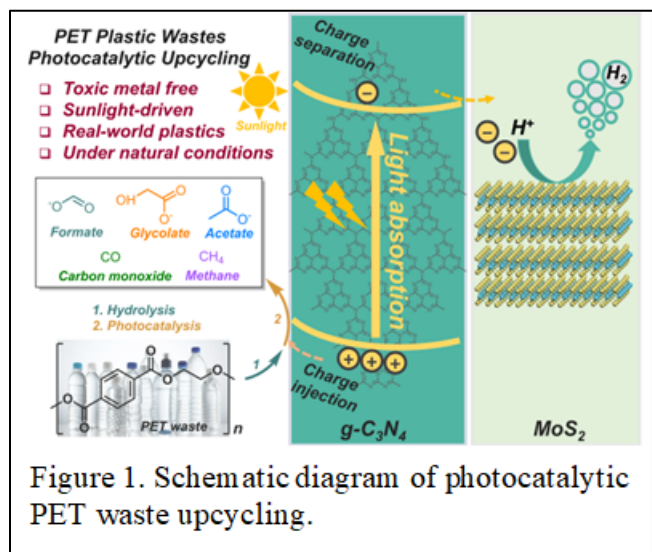 PET Plastic Wastes
Photocatalytic Upcycling
❑ Toxic metal free
❑ Sunlight-driven
❑ Real-world plastics
❑ Under natural conditions
Sunlight
⁻O O
Formate
OH O
O⁻
Glycolate
O
O⁻
Acetate
CO
Carbon monoxide
CH₄
Methane
1. Hydrolysis
2. Photocatalysis
1
2
O
O
O
O
PET waste
n
Charge
separation
−
Light absorption
+ + +
Charge
injection
g-C₃N₄
H₂
− −
H⁺
MoS₂
Figure 1. Schematic diagram of photocatalytic
PET waste upcycling.